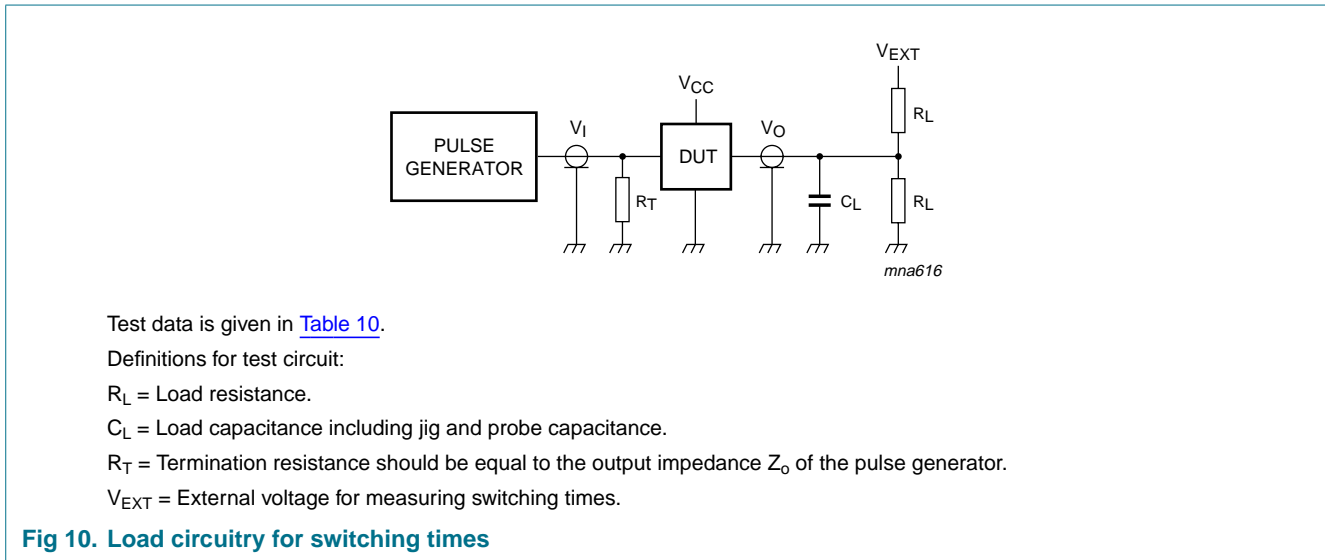 VEXT
RL
VCC
VI
VO
PULSE
GENERATOR
DUT
RT
CL
RL
mna616
Test data is given in Table 10.
Definitions for test circuit:
RL = Load resistance.
CL = Load capacitance including jig and probe capacitance.
RT = Termination resistance should be equal to the output impedance Zo of the pulse generator.
VEXT = External voltage for measuring switching times.
Fig 10. Load circuitry for switching times